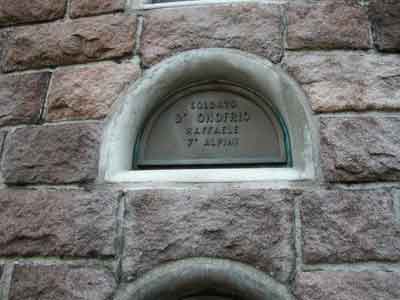 SOLDATO
D' ONOFRIO
RAFFAELE
7° ALPINI